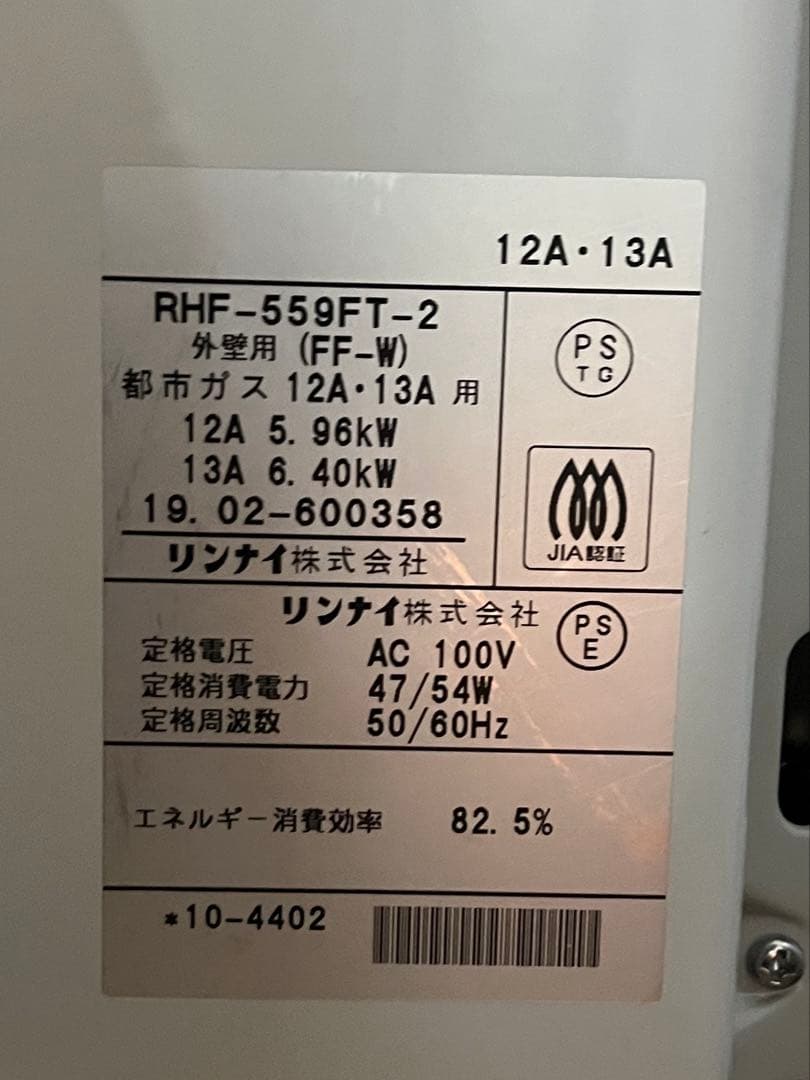 12A・13A
RHF-559FT-2
外壁用 (FF-W)
都市ガス 12A・13A 用
12A 5.96kW
13A 6.40kW
19.02-600358
リンナイ株式会社
PS
TG
JIA認証
リンナイ株式会社
PS
E
定格電圧 AC 100V
定格消費電力 47/54W
定格周波数 50/60Hz
エネルギー消費効率 82.5%
*10-4402